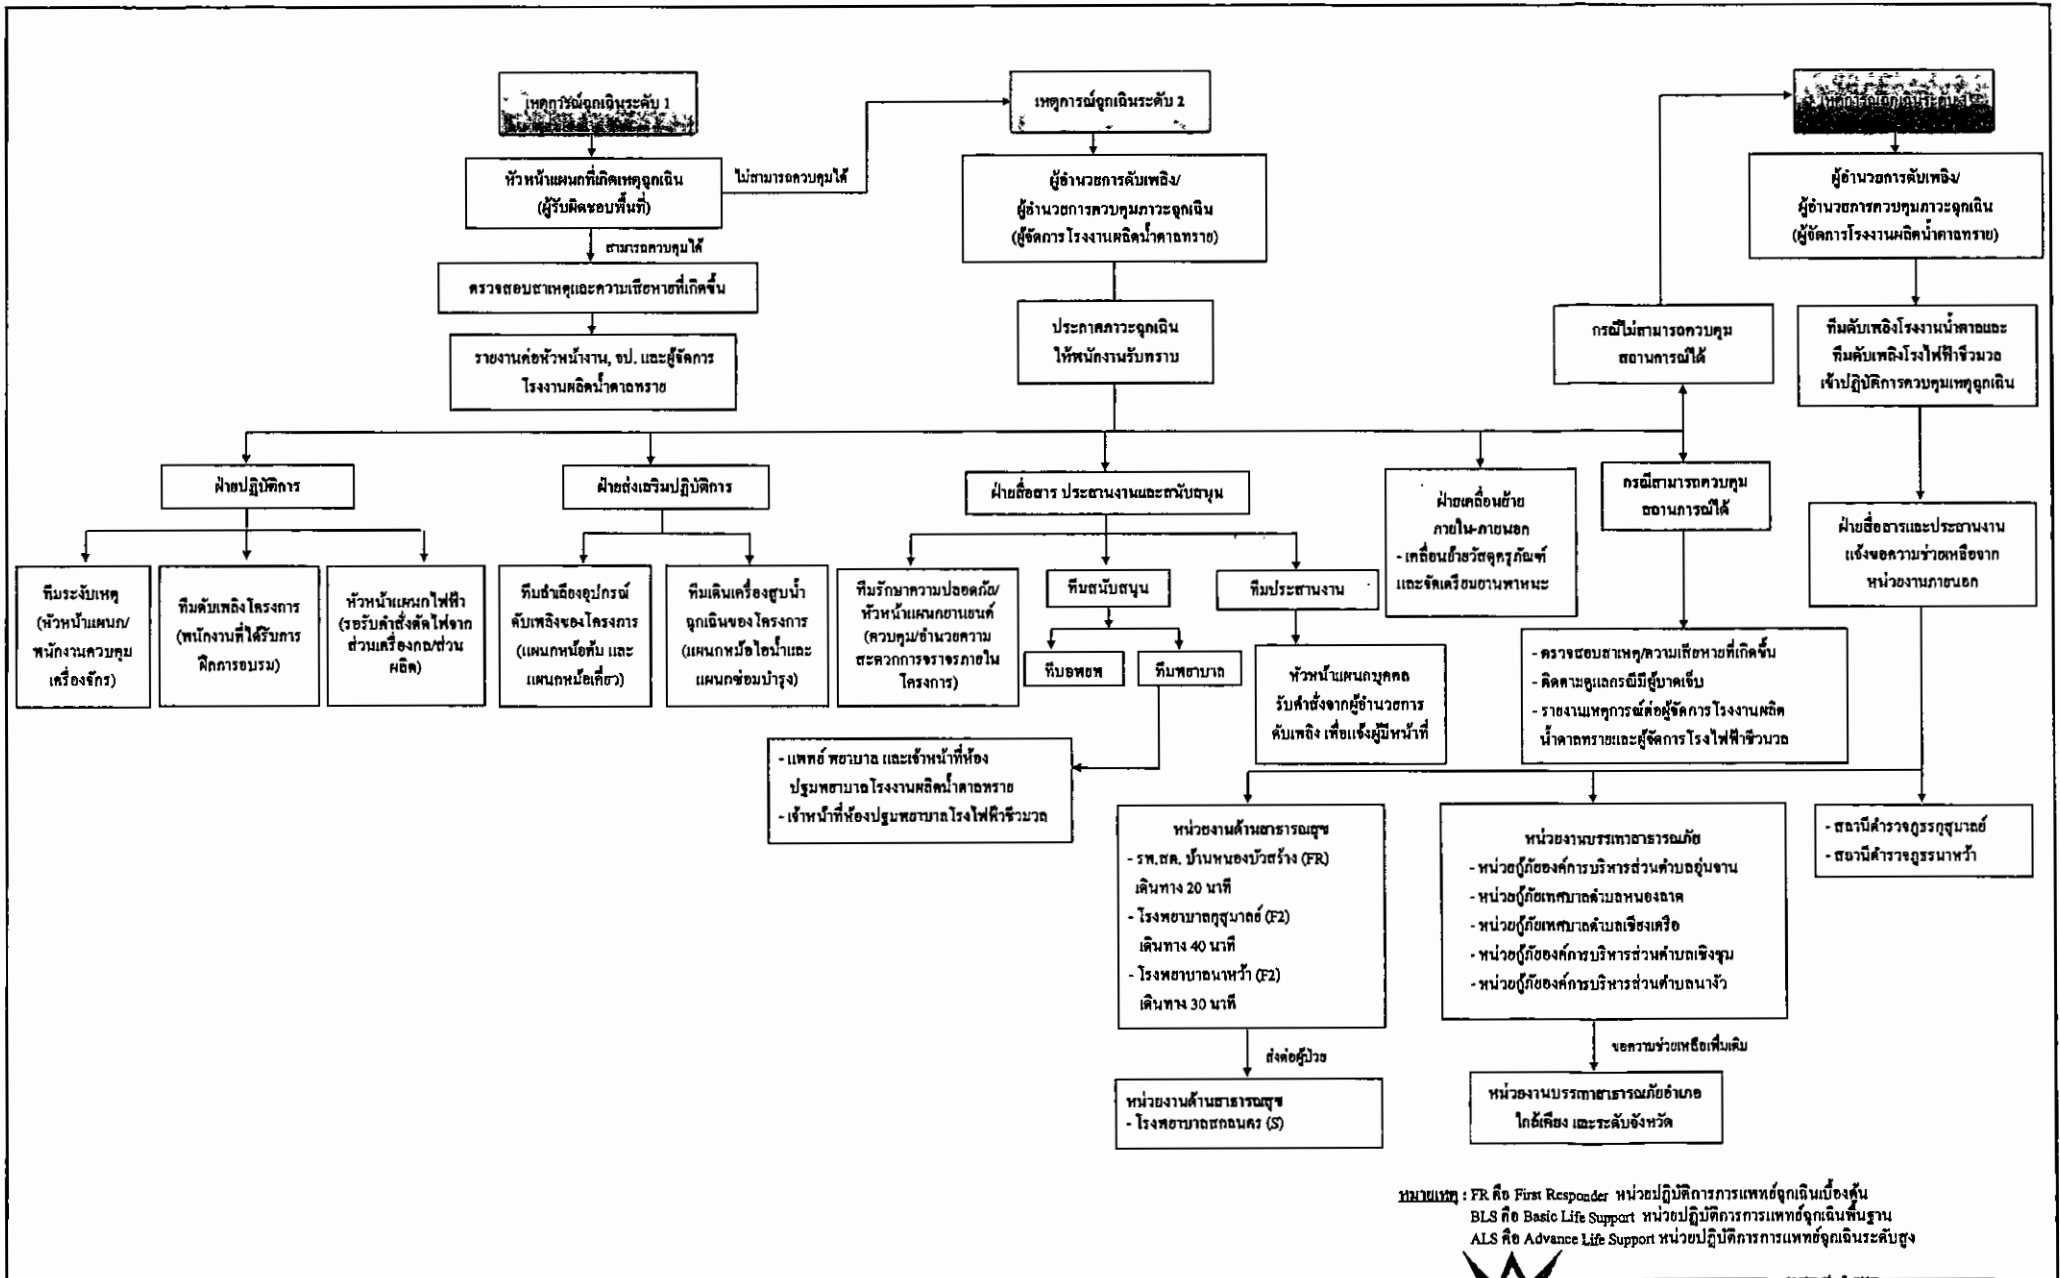 เหตุการณ์ฉุกเฉินระดับ 1
เหตุการณ์ฉุกเฉินระดับ 2
เหตุการณ์ฉุกเฉินระดับ
หัวหน้าแผนกที่เกิดเหตุฉุกเฉิน
(ผู้รับผิดชอบพื้นที่)
ไม่สามารถควบคุมได้
สามารถควบคุมได้
ตรวจสอบสาเหตุและความเสียหายที่เกิดขึ้น
รายงานต่อหัวหน้างาน, จป. และผู้จัดการ
โรงงานผลิตน้ำตาลทราย
ผู้อำนวยการดับเพลิง/
ผู้อำนวยการควบคุมภาวะฉุกเฉิน
(ผู้จัดการโรงงานผลิตน้ำตาลทราย)
ประกาศภาวะฉุกเฉิน
ให้พนักงานรับทราบ
กรณีไม่สามารถควบคุม
สถานการณ์ได้
ผู้อำนวยการดับเพลิง/
ผู้อำนวยการควบคุมภาวะฉุกเฉิน
(ผู้จัดการโรงงานผลิตน้ำตาลทราย)
ทีมดับเพลิงโรงงานน้ำตาลและ
ทีมดับเพลิงโรงไฟฟ้าชีวมวล
เข้าปฏิบัติการควบคุมเหตุฉุกเฉิน
ฝ่ายปฏิบัติการ
ฝ่ายส่งเสริมปฏิบัติการ
ฝ่ายสื่อสาร ประสานงานและสนับสนุน
ฝ่ายเคลื่อนย้าย
ภายใน-ภายนอก
- เคลื่อนย้ายวัสดุครุภัณฑ์
และจัดเตรียมยานพาหนะ
กรณีสามารถควบคุม
สถานการณ์ได้
ฝ่ายสื่อสารและประสานงาน
แจ้งขอความช่วยเหลือจาก
หน่วยงานภายนอก
ทีมระงับเหตุ
(หัวหน้าแผนก/
พนักงานควบคุม
เครื่องจักร)
ทีมดับเพลิงโครงการ
(พนักงานที่ได้รับการ
ฝึกการอบรม)
หัวหน้าแผนกไฟฟ้า
(รอรับคำสั่งตัดไฟจาก
ส่วนเครื่องกล/ส่วน
ผลิต)
ทีมลำเลียงอุปกรณ์
ดับเพลิงของโครงการ
(แผนกหม้อต้ม และ
แผนกหม้อเคี่ยว)
ทีมเดินเครื่องสูบน้ำ
ฉุกเฉินของโครงการ
(แผนกหม้อไอน้ำและ
แผนกซ่อมบำรุง)
ทีมรักษาความปลอดภัย/
หัวหน้าแผนกยานยนต์
(ควบคุม/อำนวยความ
สะดวกการจราจรภายใน
โครงการ)
ทีมสนับสนุน
ทีมประสานงาน
ทีมอพยพ
ทีมพยาบาล
หัวหน้าแผนกบุคคล
รับคำสั่งจากผู้อำนวยการ
ดับเพลิง เพื่อแจ้งผู้มีหน้าที่
- ตรวจสอบสาเหตุ/ความเสียหายที่เกิดขึ้น
- ติดตามดูแลกรณีมีผู้บาดเจ็บ
- รายงานเหตุการณ์ต่อผู้จัดการโรงงานผลิต
น้ำตาลทรายและผู้จัดการโรงไฟฟ้าชีวมวล
- แพทย์ พยาบาล และเจ้าหน้าที่ห้อง
ปฐมพยาบาลโรงงานผลิตน้ำตาลทราย
- เจ้าหน้าที่ห้องปฐมพยาบาลโรงไฟฟ้าชีวมวล
หน่วยงานด้านสาธารณสุข
- รพ.สต. บ้านหนองบัวสร้าง (FR)
เดินทาง 20 นาที
- โรงพยาบาลกุสุมาลย์ (F2)
เดินทาง 40 นาที
- โรงพยาบาลนาหว้า (F2)
เดินทาง 30 นาที
หน่วยงานบรรเทาสาธารณภัย
- หน่วยกู้ภัยองค์การบริหารส่วนตำบลอุ่มจาน
- หน่วยกู้ภัยเทศบาลตำบลหนองลาด
- หน่วยกู้ภัยเทศบาลตำบลเชียงเครือ
- หน่วยกู้ภัยองค์การบริหารส่วนตำบลเชิงชุม
- หน่วยกู้ภัยองค์การบริหารส่วนตำบลนางัว
- สถานีตำรวจภูธรกุสุมาลย์
- สถานีตำรวจภูธรนาหว้า
ส่งต่อผู้ป่วย
ขอความช่วยเหลือเพิ่มเติม
หน่วยงานด้านสาธารณสุข
- โรงพยาบาลสกลนคร (S)
หน่วยงานบรรเทาสาธารณภัยอำเภอ
ใกล้เคียง และระดับจังหวัด
หมายเหตุ : FR คือ First Responder หน่วยปฏิบัติการการแพทย์ฉุกเฉินเบื้องต้น
BLS คือ Basic Life Support หน่วยปฏิบัติการการแพทย์ฉุกเฉินพื้นฐาน
ALS คือ Advance Life Support หน่วยปฏิบัติการการแพทย์ฉุกเฉินระดับสูง